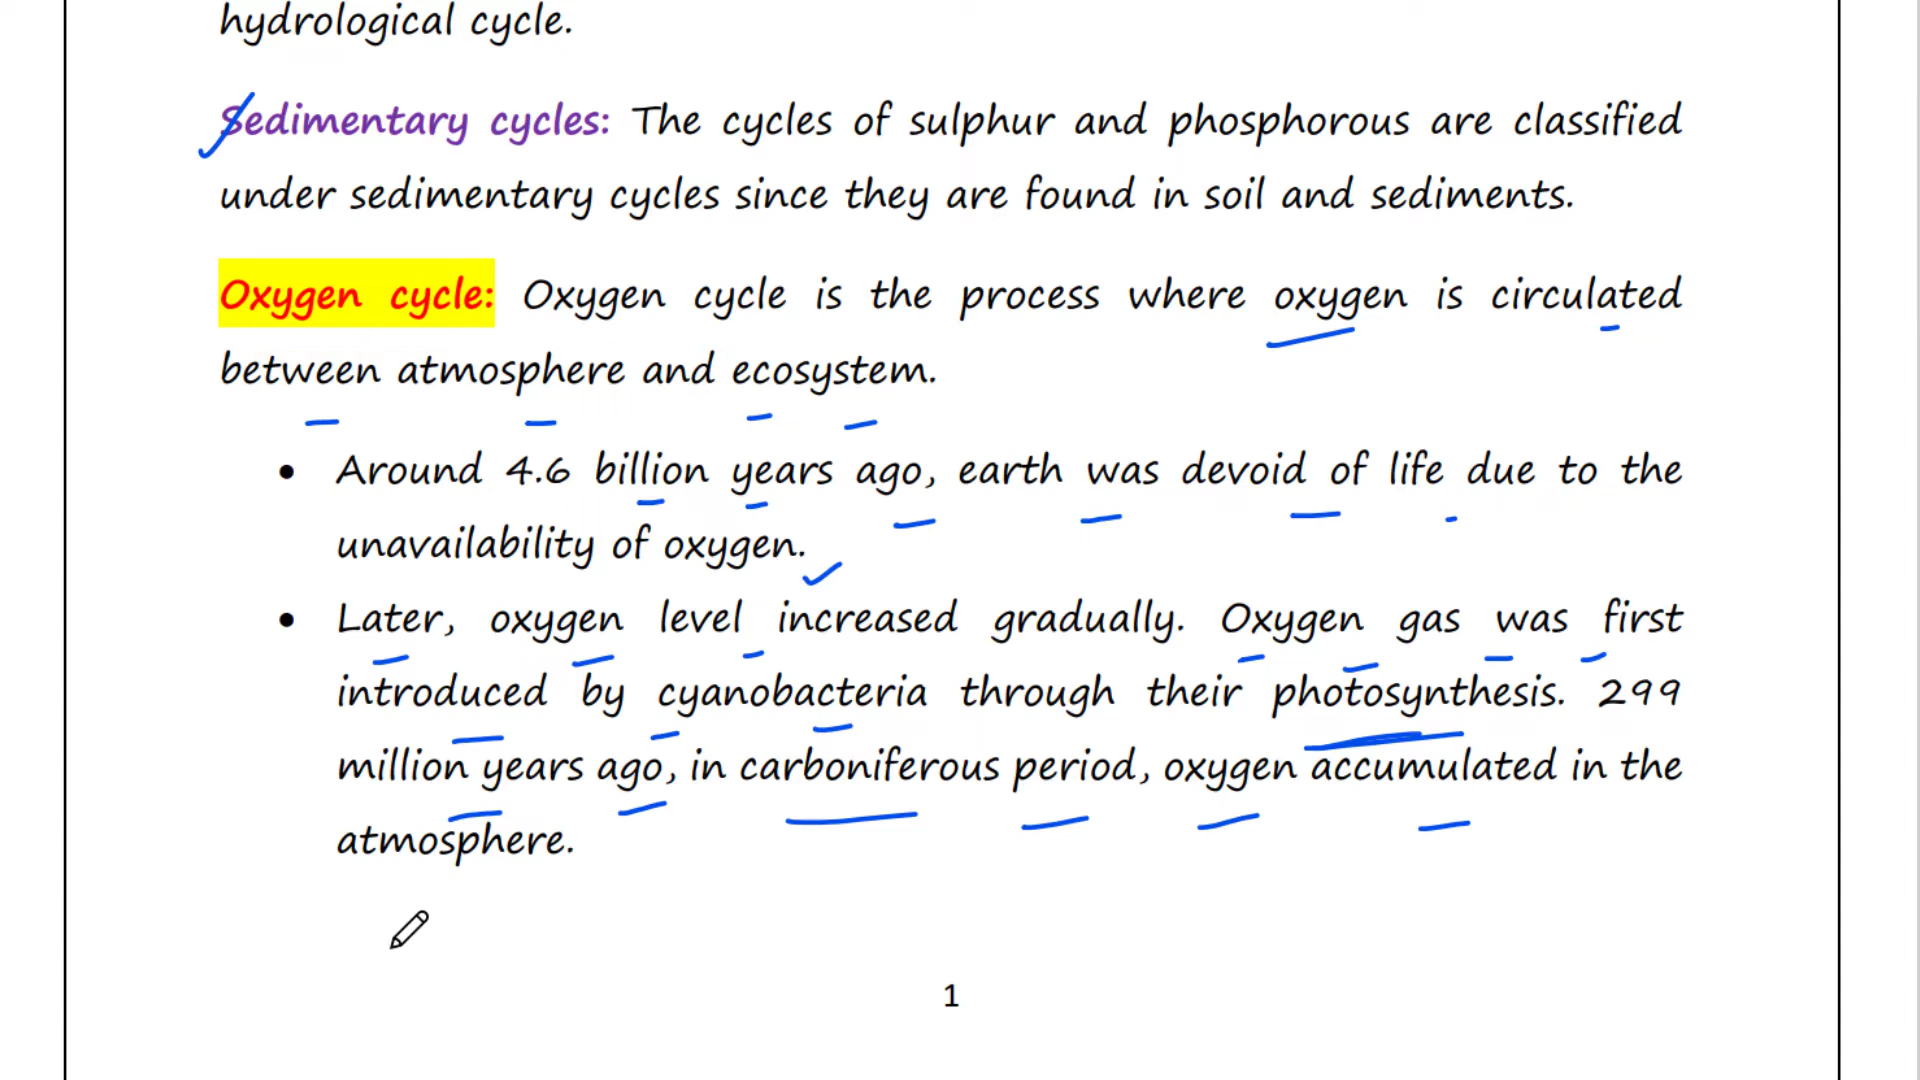 hydrological cycle.
Sedimentary cycles: The cycles of sulphur and phosphorous are classified
under sedimentary cycles since they are found in soil and sediments.
Oxygen cycle: Oxygen cycle is the process where oxygen is circulated
between atmosphere and ecosystem.
• Around 4.6 billion years ago, earth was devoid of life due to the
unavailability of oxygen.
• Later, oxygen level increased gradually. Oxygen gas was first
introduced by cyanobacteria through their photosynthesis. 299
million years ago, in carboniferous period, oxygen accumulated in the
atmosphere.
1